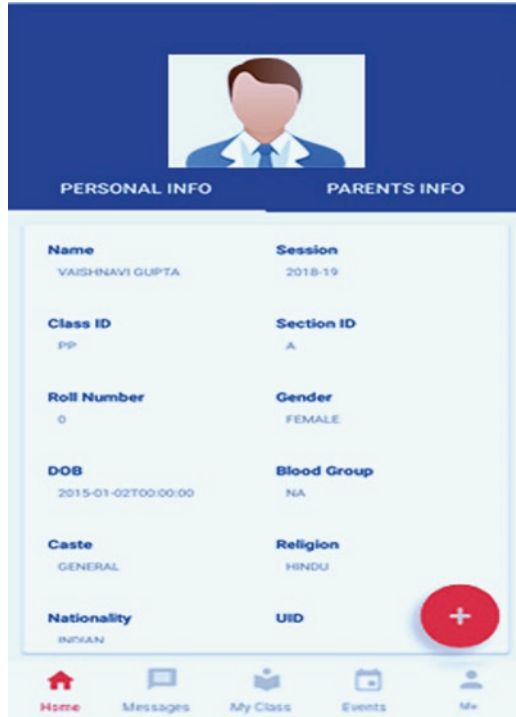 PERSONAL INFO PARENTS INFO
Name Session
VAISHNAVI GUPTA 2018-19
Class ID Section ID
PP A
Roll Number Gender
0 FEMALE
DOB Blood Group
2015-01-02T00:00:00 NA
Caste Religion
GENERAL HINDU
Nationality UID
INDIAN
Home Messages My Class Events Me